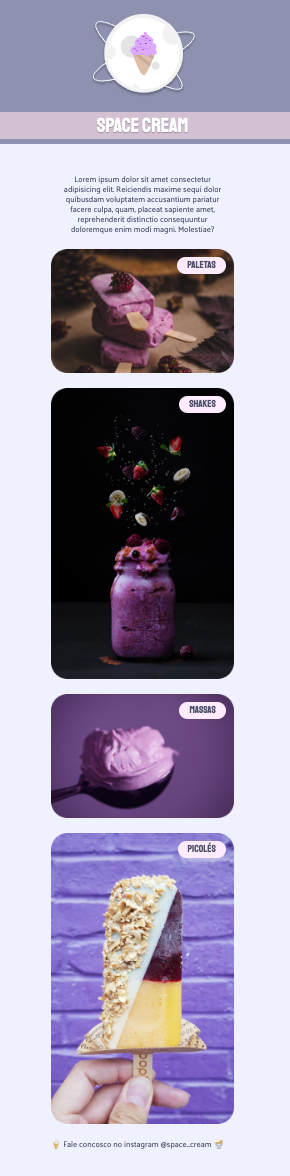 SPACE CREAM
Lorem ipsum dolor sit amet consectetur
adipisicing elit. Reiciendis maxime sequi dolor
quibusdam voluptatem accusantium pariatur
facere culpa, quam, placeat sapiente amet,
reprehenderit distinctio consequuntur
doloremque enim modi magni. Molestiae?
PALETAS
SHAKES
MASSAS
PICOLÉS
🍦 Fale concosco no instagram @space_cream 🍨